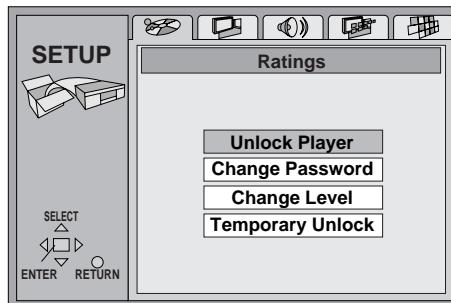 SETUP
Ratings
Unlock Player
Change Password
Change Level
Temporary Unlock
SELECT
ENTER RETURN